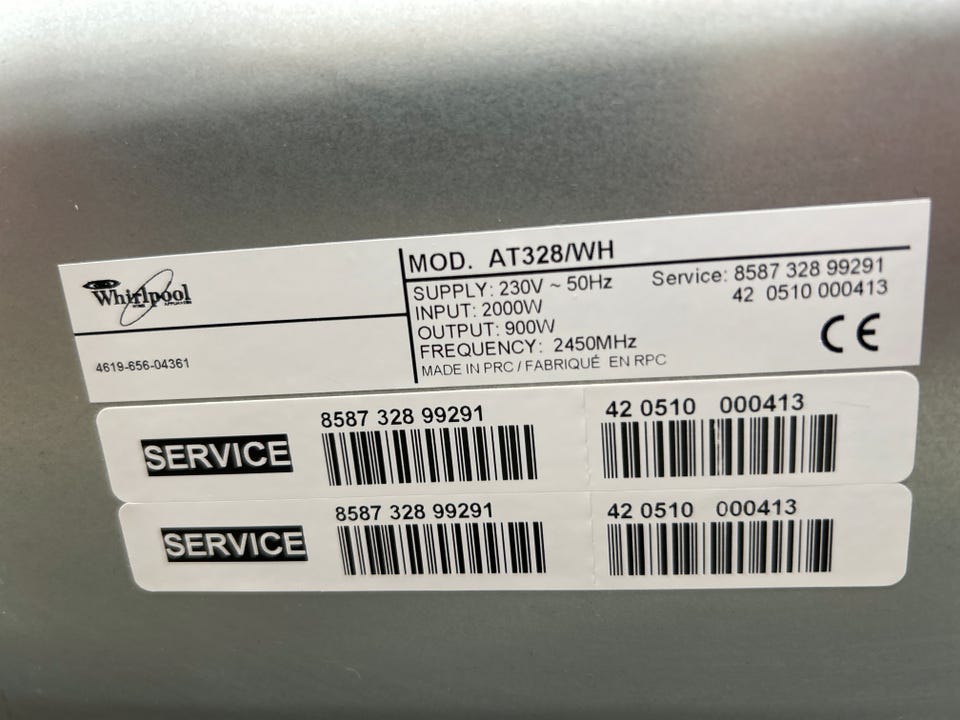 Whirlpool
4619-656-04361
MOD. AT328/WH
SUPPLY: 230V ~ 50Hz
INPUT: 2000W
OUTPUT: 900W
FREQUENCY: 2450MHz
MADE IN PRC / FABRIQUÉ EN RPC
Service: 8587 328 99291
42 0510 000413
CE
SERVICE
8587 328 99291
42 0510 000413
SERVICE
8587 328 99291
42 0510 000413